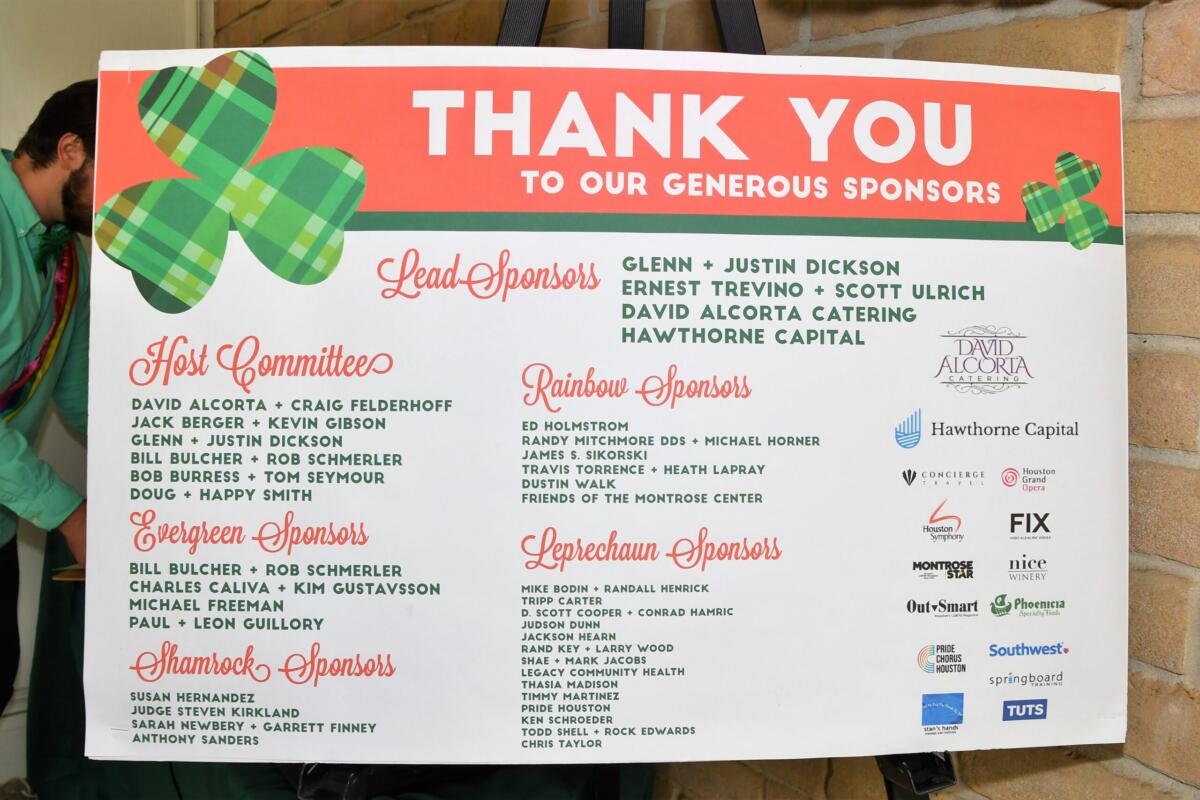 THANK YOU
TO OUR GENEROUS SPONSORS
Lead Sponsors
GLENN + JUSTIN DICKSON
ERNEST TREVINO + SCOTT ULRICH
DAVID ALCORTA CATERING
HAWTHORNE CAPITAL
Host Committee
DAVID ALCORTA + CRAIG FELDERHOFF
JACK BERGER + KEVIN GIBSON
GLENN + JUSTIN DICKSON
BILL BULCHER + ROB SCHMERLER
BOB BURRESS + TOM SEYMOUR
DOUG + HAPPY SMITH
Evergreen Sponsors
BILL BULCHER + ROB SCHMERLER
CHARLES CALIVA + KIM GUSTAVSSON
MICHAEL FREEMAN
PAUL + LEON GUILLORY
Shamrock Sponsors
SUSAN HERNANDEZ
JUDGE STEVEN KIRKLAND
SARAH NEWBERY + GARRETT FINNEY
ANTHONY SANDERS
Rainbow Sponsors
ED HOLMSTROM
RANDY MITCHMORE DDS + MICHAEL HORNER
JAMES S. SIKORSKI
TRAVIS TORRENCE + HEATH LAPRAY
DUSTIN WALK
FRIENDS OF THE MONTROSE CENTER
Leprechaun Sponsors
MIKE BODIN + RANDALL HENRICK
TRIPP CARTER
D. SCOTT COOPER + CONRAD HAMRIC
JUDSON DUNN
JACKSON HEARN
RAND KEY + LARRY WOOD
SHAE + MARK JACOBS
LEGACY COMMUNITY HEALTH
THASIA MADISON
TIMMY MARTINEZ
PRIDE HOUSTON
KEN SCHROEDER
TODD SHELL + ROCK EDWARDS
CHRIS TAYLOR
DAVID
ALCORTA
CATERING
Hawthorne Capital
CONCIERGE
TRAVEL
Houston
Grand
Opera
Houston
Symphony
FIX
MONTROSE
STAR
nice
WINERY
OutSmart
Phoenicia
Specialty Foods
PRIDE
CHORUS
HOUSTON
Southwest
springboard
TRAINING
stan's hands
TUTS